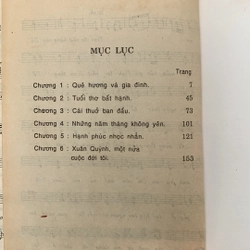 MỤC LỤC
Trang
Chương 1 : Quê hương và gia đình. 7
Chương 2 : Tuổi thơ bất hạnh. 45
Chương 3 : Cái thuở ban đầu. 73
Chương 4 : Những năm tháng không yên. 101
Chương 5 : Hạnh phúc nhọc nhằn. 121
Chương 6 : Xuân Quỳnh, một nửa
cuộc đời tôi. 153